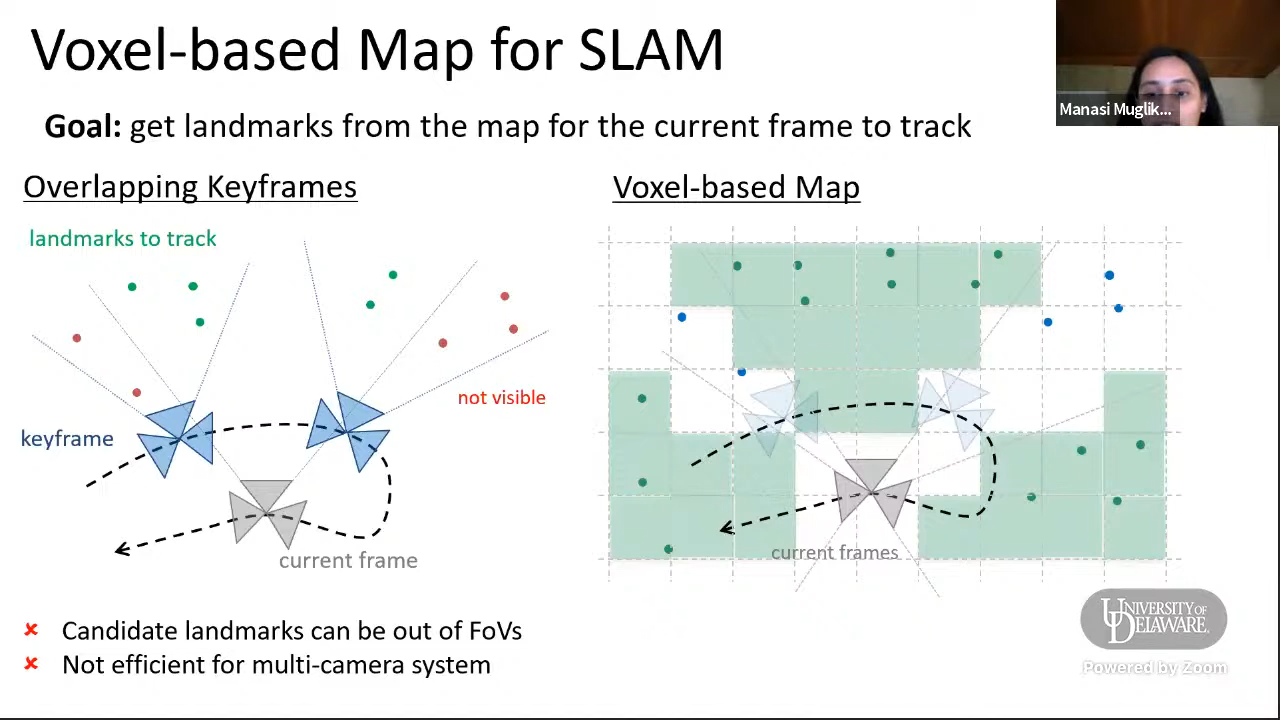 Voxel-based Map for SLAM
Manasi Muglik...
Goal: get landmarks from the map for the current frame to track
Overlapping Keyframes
Voxel-based Map
landmarks to track
not visible
keyframe
current frame
current frames
✘ Candidate landmarks can be out of FoVs
✘ Not efficient for multi-camera system
UNIVERSITY OF
DELAWARE.
Powered by Zoom